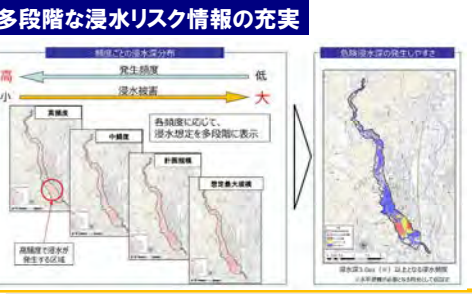 多段階な浸水リスク情報の充実
頻度ごとの浸水深分布
高
発生頻度
低
小
浸水被害
大
各頻度に応じて、
浸水想定を多段階に表示
高頻度
中頻度
計画規模
想定最大規模
高頻度で浸水が
発生する区域
危険浸水深の発生しやすさ